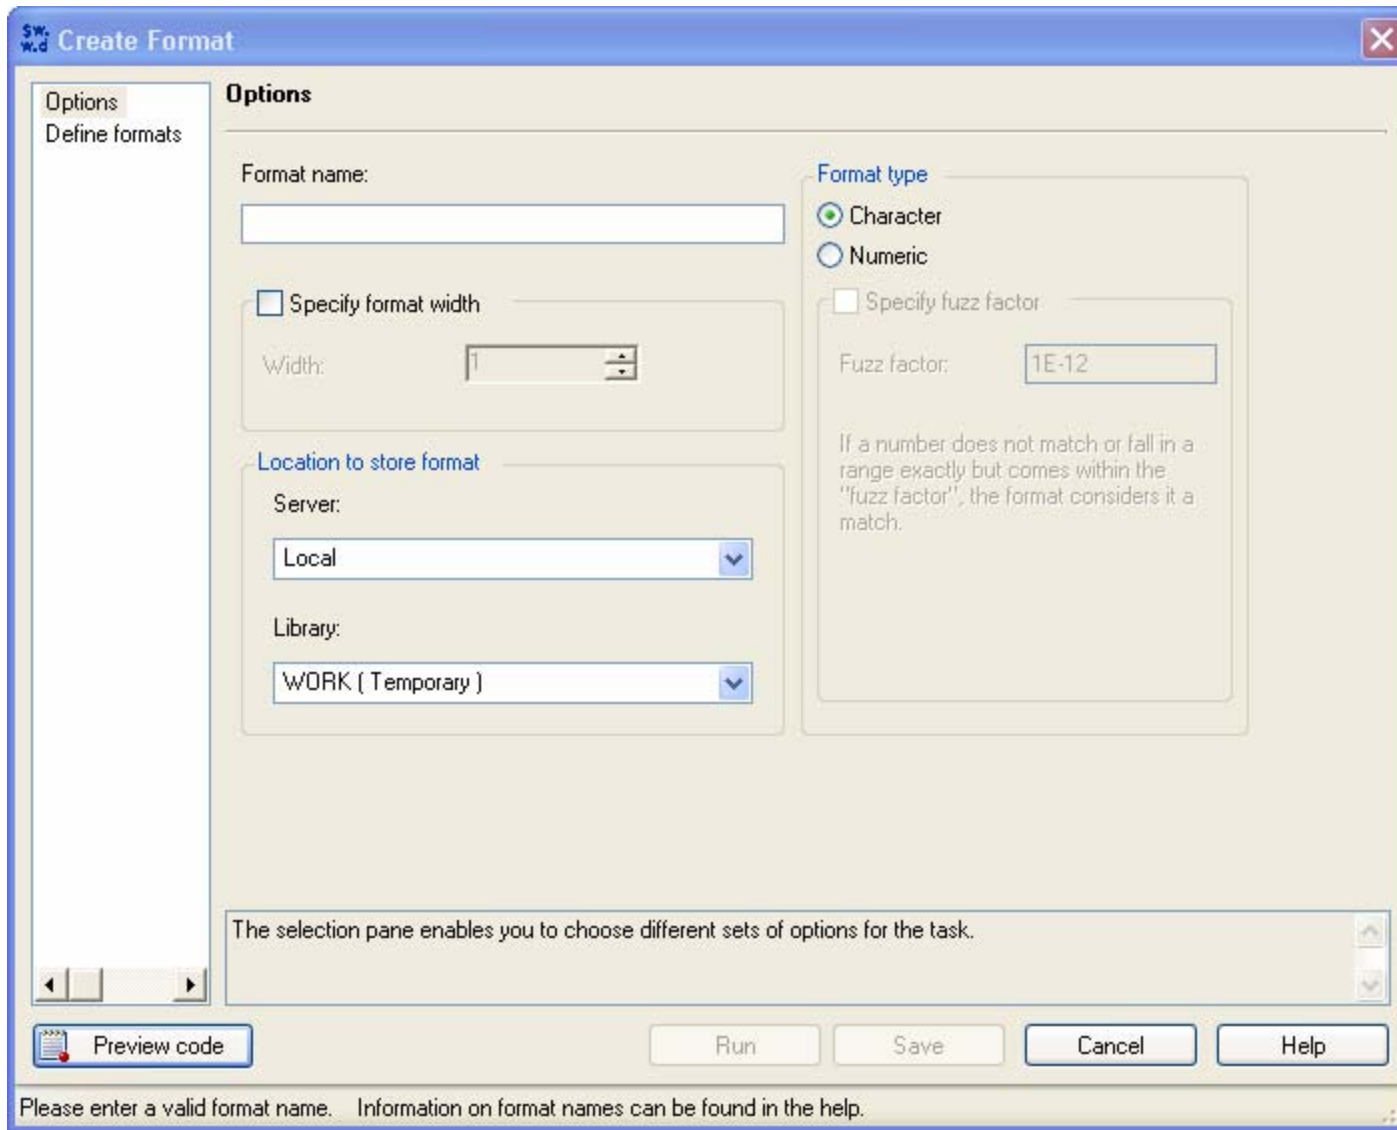 $w.
w.d
Create Format
Options
Define formats
Options
Format name:
Specify format width
Width:
1
Location to store format
Server:
Local
Library:
WORK ( Temporary )
Format type
Character
Numeric
Specify fuzz factor
Fuzz factor:
1E-12
If a number does not match or fall in a
range exactly but comes within the
"fuzz factor", the format considers it a
match.
The selection pane enables you to choose different sets of options for the task.
Preview code
Run
Save
Cancel
Help
Please enter a valid format name. Information on format names can be found in the help.